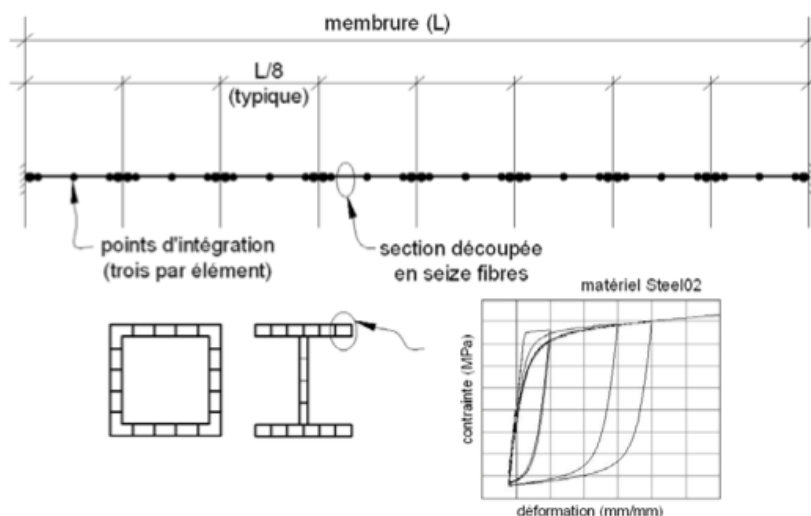 membrure (L)
L/8
(typique)
points d'intégration
(trois par élément)
section découpée
en seize fibres
matériel Steel02
contrainte (MPa)
déformation (mm/mm)